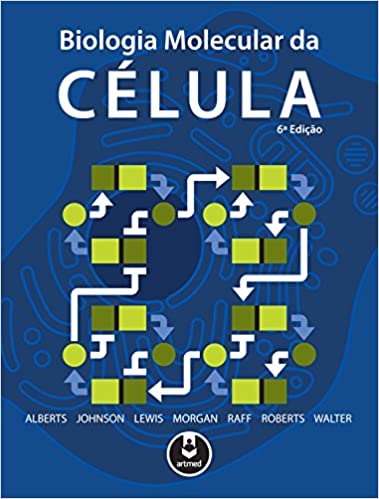 Biologia Molecular da
CÉLULA
6ª Edição
ALBERTS JOHNSON LEWIS MORGAN RAFF ROBERTS WALTER
artmed